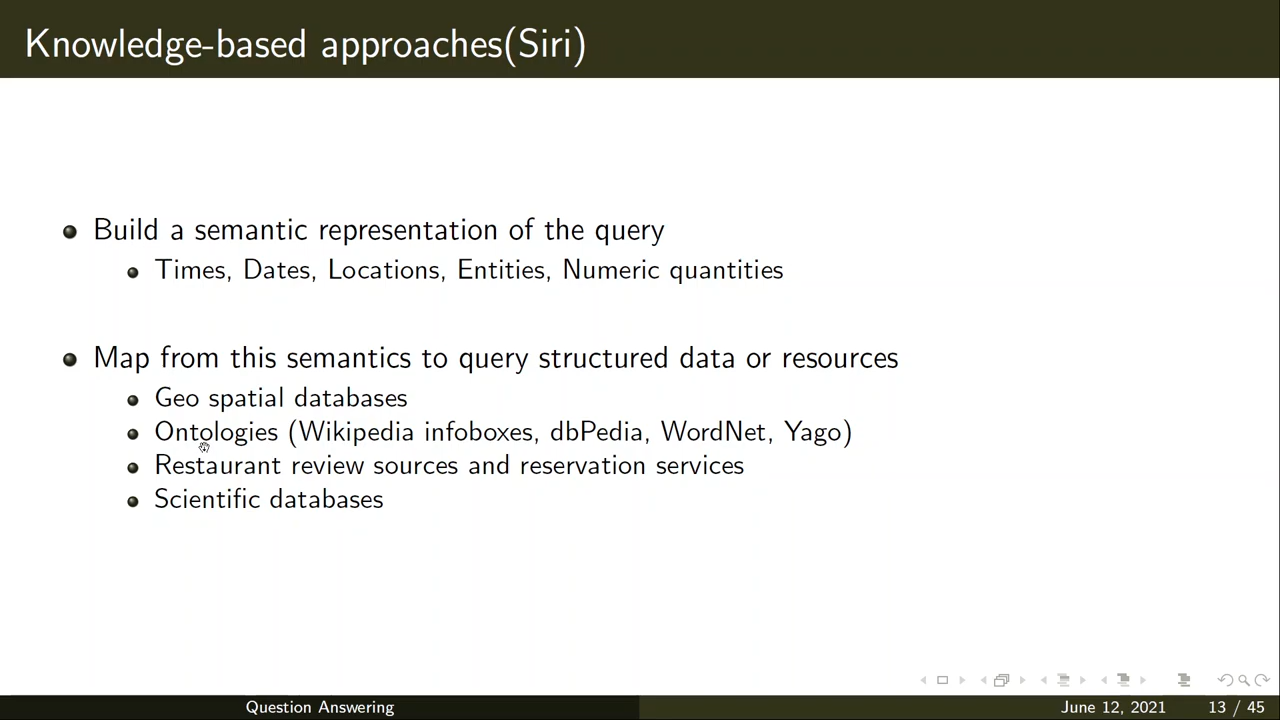 Knowledge-based approaches(Siri)
Build a semantic representation of the query
Times, Dates, Locations, Entities, Numeric quantities
Map from this semantics to query structured data or resources
Geo spatial databases
Ontologies (Wikipedia infoboxes, dbPedia, WordNet, Yago)
Restaurant review sources and reservation services
Scientific databases
Question Answering
June 12, 2021
13 / 45